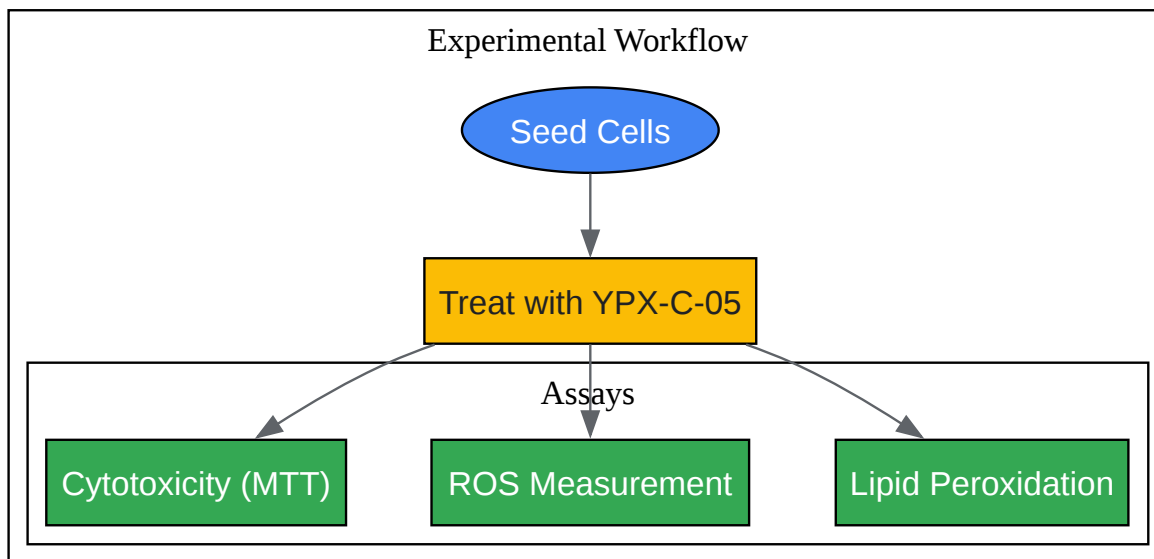 Experimental Workflow
Seed Cells
Treat with YPX-C-05
Assays
Cytotoxicity (MTT)
ROS Measurement
Lipid Peroxidation